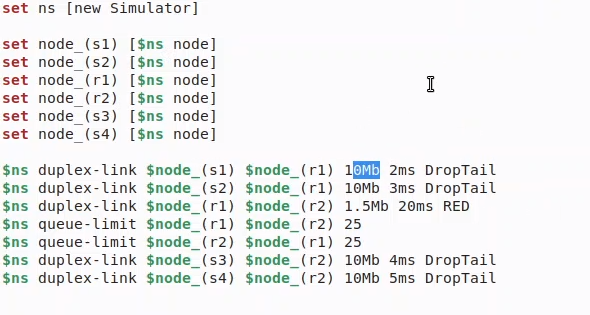 set ns [new Simulator]
set node_(s1) [$ns node]
set node_(s2) [$ns node]
set node_(r1) [$ns node]
set node_(r2) [$ns node]
set node_(s3) [$ns node]
set node_(s4) [$ns node]
$ns duplex-link $node_(s1) $node_(r1) 10Mb 2ms DropTail
$ns duplex-link $node_(s2) $node_(r1) 10Mb 3ms DropTail
$ns duplex-link $node_(r1) $node_(r2) 1.5Mb 20ms RED
$ns queue-limit $node_(r1) $node_(r2) 25
$ns queue-limit $node_(r2) $node_(r1) 25
$ns duplex-link $node_(s3) $node_(r2) 10Mb 4ms DropTail
$ns duplex-link $node_(s4) $node_(r2) 10Mb 5ms DropTail